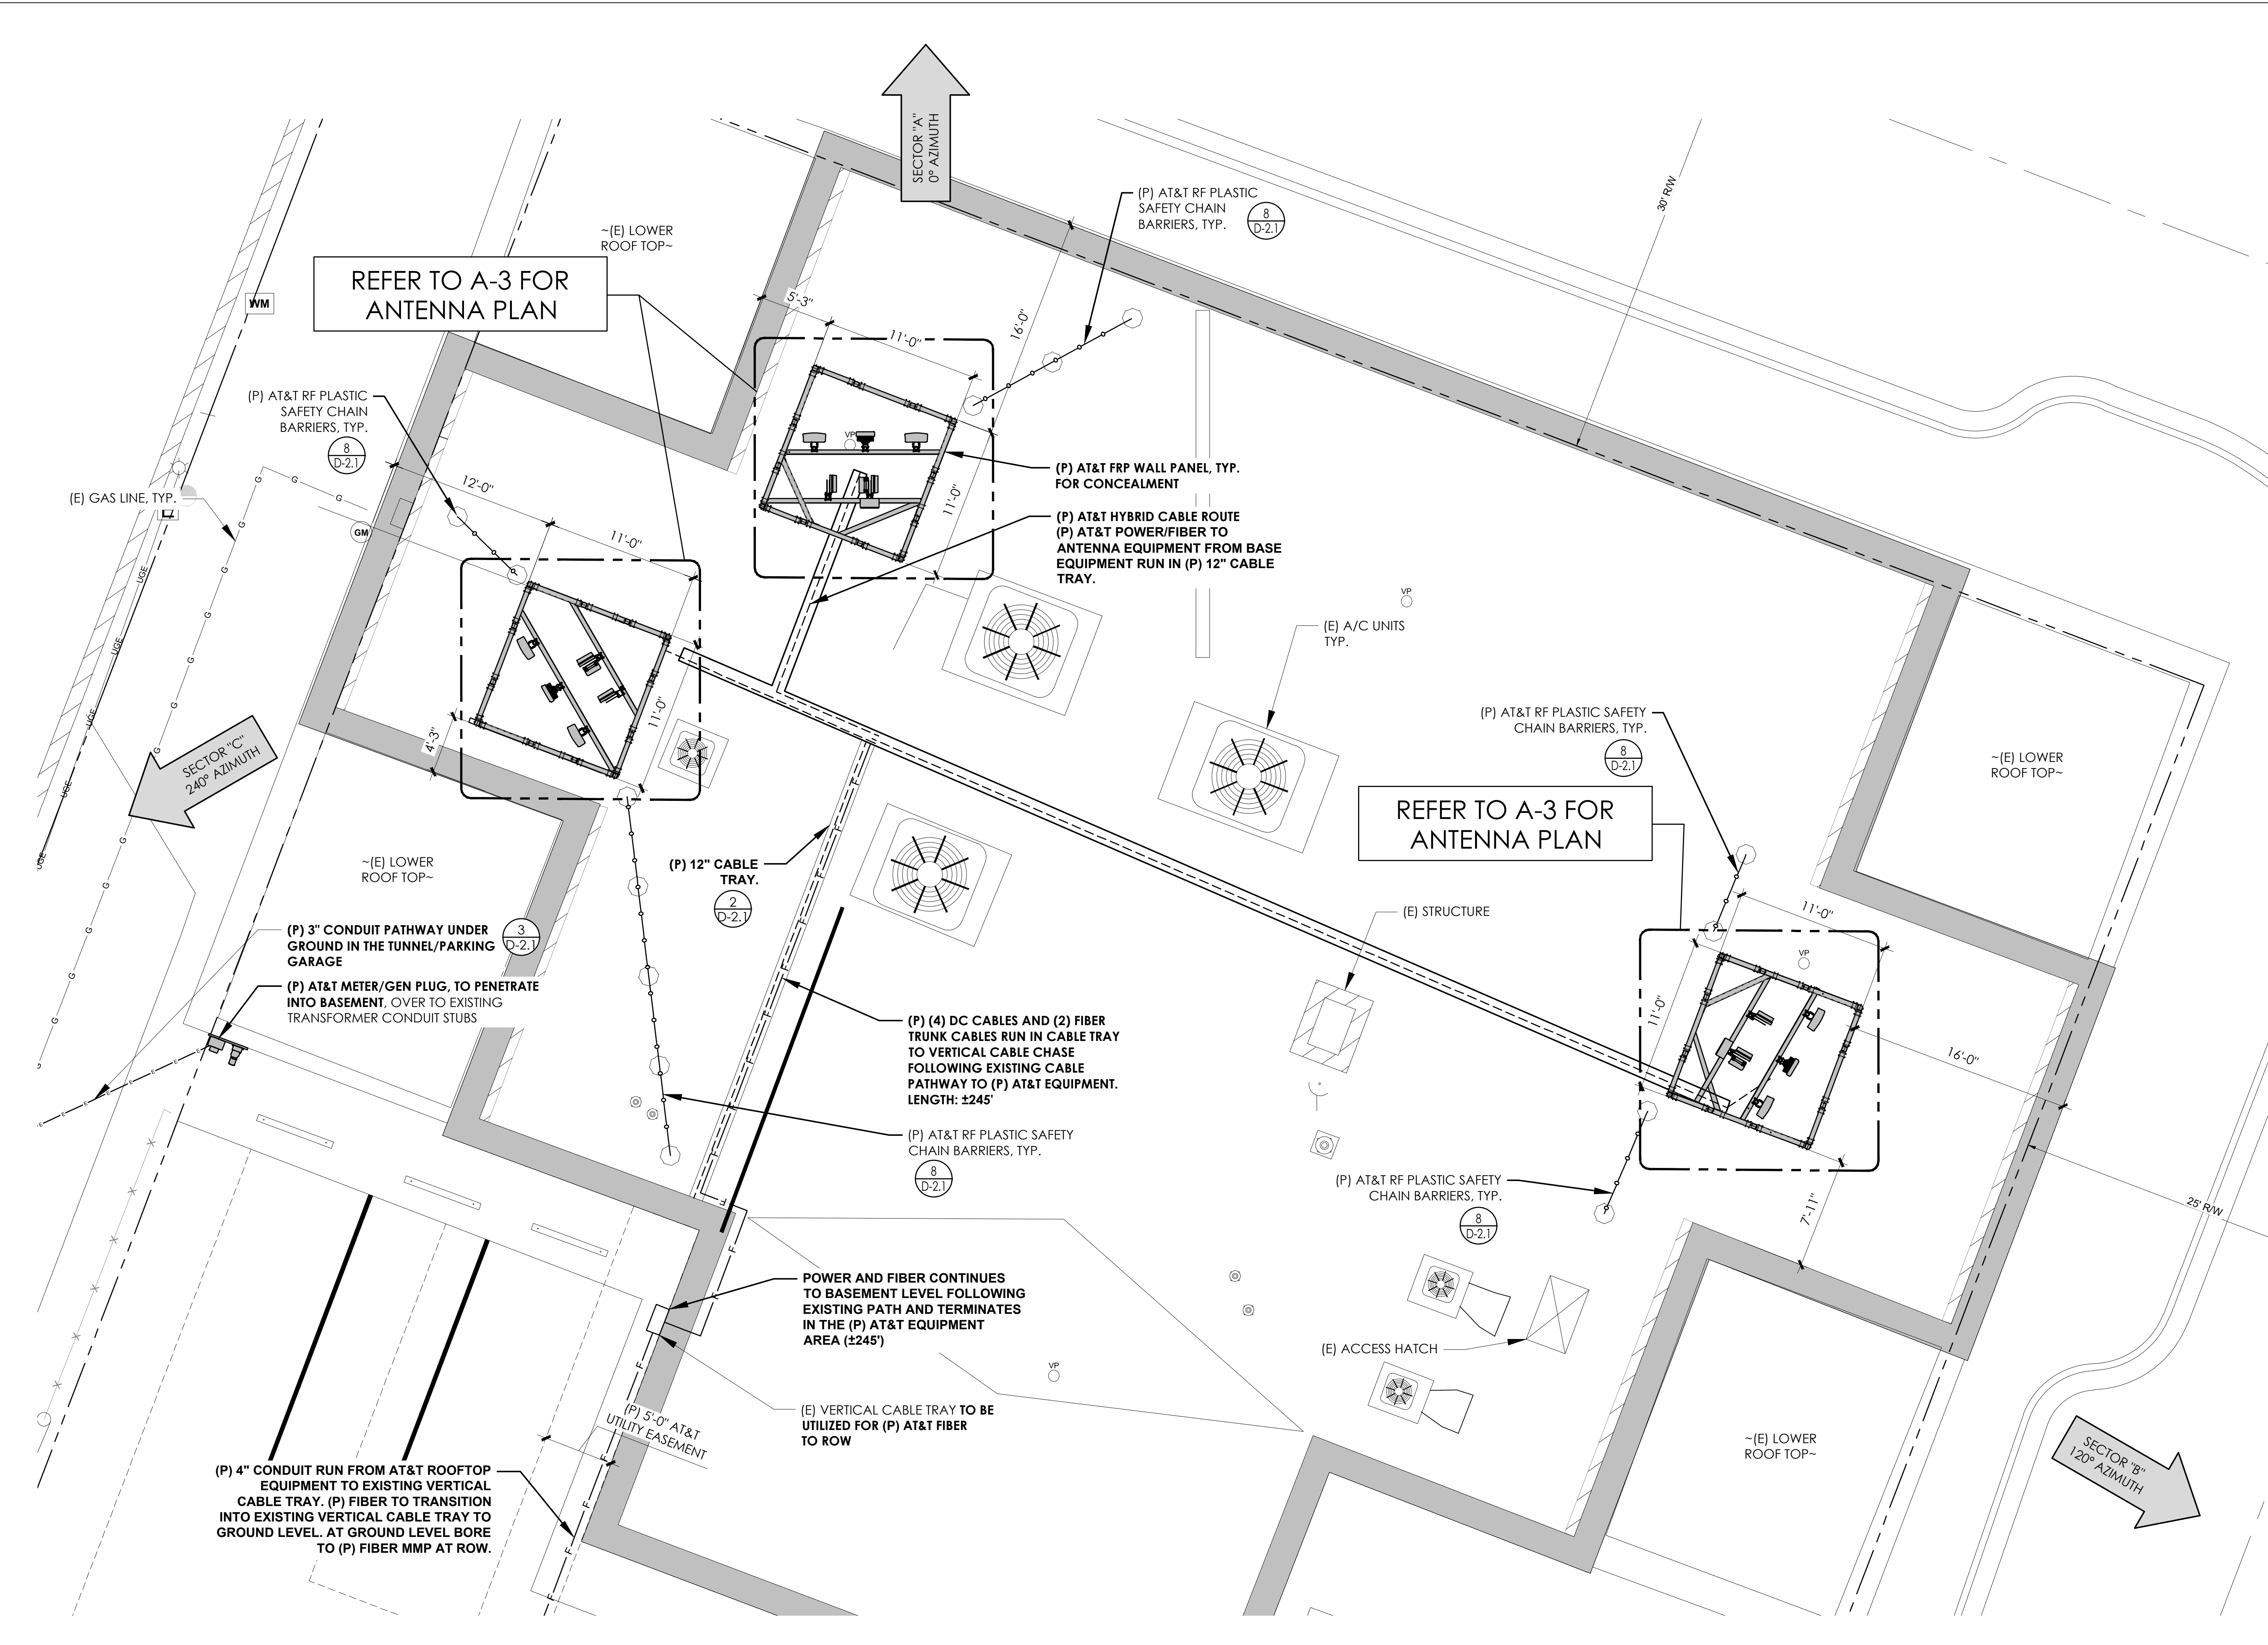 SECTOR "A"
0° AZIMUTH
(P) AT&T RF PLASTIC
SAFETY CHAIN
BARRIERS, TYP.
8
D-2.1
30' R/W
~(E) LOWER
ROOF TOP~
REFER TO A-3 FOR
ANTENNA PLAN
WM
5'-3"
11'-0"
16'-0"
11'-0"
VP
(P) AT&T RF PLASTIC
SAFETY CHAIN
BARRIERS, TYP.
8
D-2.1
(E) GAS LINE, TYP.
G
G
G
GM
12'-0"
11'-0"
11'-0"
4'-3"
(P) AT&T FRP WALL PANEL, TYP.
FOR CONCEALMENT
(P) AT&T HYBRID CABLE ROUTE
(P) AT&T POWER/FIBER TO
ANTENNA EQUIPMENT FROM BASE
EQUIPMENT RUN IN (P) 12" CABLE
TRAY.
VP
(E) A/C UNITS
TYP.
UGE
UGE
UGE
UGE
UGE
G
G
G
G
G
G
G
G
G
G
G
G
SECTOR "C"
240° AZIMUTH
(P) AT&T RF PLASTIC SAFETY
CHAIN BARRIERS, TYP.
8
D-2.1
~(E) LOWER
ROOF TOP~
REFER TO A-3 FOR
ANTENNA PLAN
~(E) LOWER
ROOF TOP~
(P) 12" CABLE
TRAY.
2
D-2.1
(E) STRUCTURE
11'-0"
VP
11'-0"
16'-0"
7'-11"
25' R/W
(P) 3" CONDUIT PATHWAY UNDER
GROUND IN THE TUNNEL/PARKING
GARAGE
3
D-2.1
(P) AT&T METER/GEN PLUG, TO PENETRATE
INTO BASEMENT, OVER TO EXISTING
TRANSFORMER CONDUIT STUBS
E
E
E
E
E
(P) (4) DC CABLES AND (2) FIBER
TRUNK CABLES RUN IN CABLE TRAY
TO VERTICAL CABLE CHASE
FOLLOWING EXISTING CABLE
PATHWAY TO (P) AT&T EQUIPMENT.
LENGTH: ±245'
(P) AT&T RF PLASTIC SAFETY
CHAIN BARRIERS, TYP.
8
D-2.1
(P) AT&T RF PLASTIC SAFETY
CHAIN BARRIERS, TYP.
8
D-2.1
F
F
F
F
F
F
F
F
F
POWER AND FIBER CONTINUES
TO BASEMENT LEVEL FOLLOWING
EXISTING PATH AND TERMINATES
IN THE (P) AT&T EQUIPMENT
AREA (±245')
(E) ACCESS HATCH
VP
(E) VERTICAL CABLE TRAY TO BE
UTILIZED FOR (P) AT&T FIBER
TO ROW
(P) 5'-0" AT&T
UTILITY EASEMENT
~(E) LOWER
ROOF TOP~
SECTOR "B"
120° AZIMUTH
(P) 4" CONDUIT RUN FROM AT&T ROOFTOP
EQUIPMENT TO EXISTING VERTICAL
CABLE TRAY. (P) FIBER TO TRANSITION
INTO EXISTING VERTICAL CABLE TRAY TO
GROUND LEVEL. AT GROUND LEVEL BORE
TO (P) FIBER MMP AT ROW.
F
F
F
F
F
F